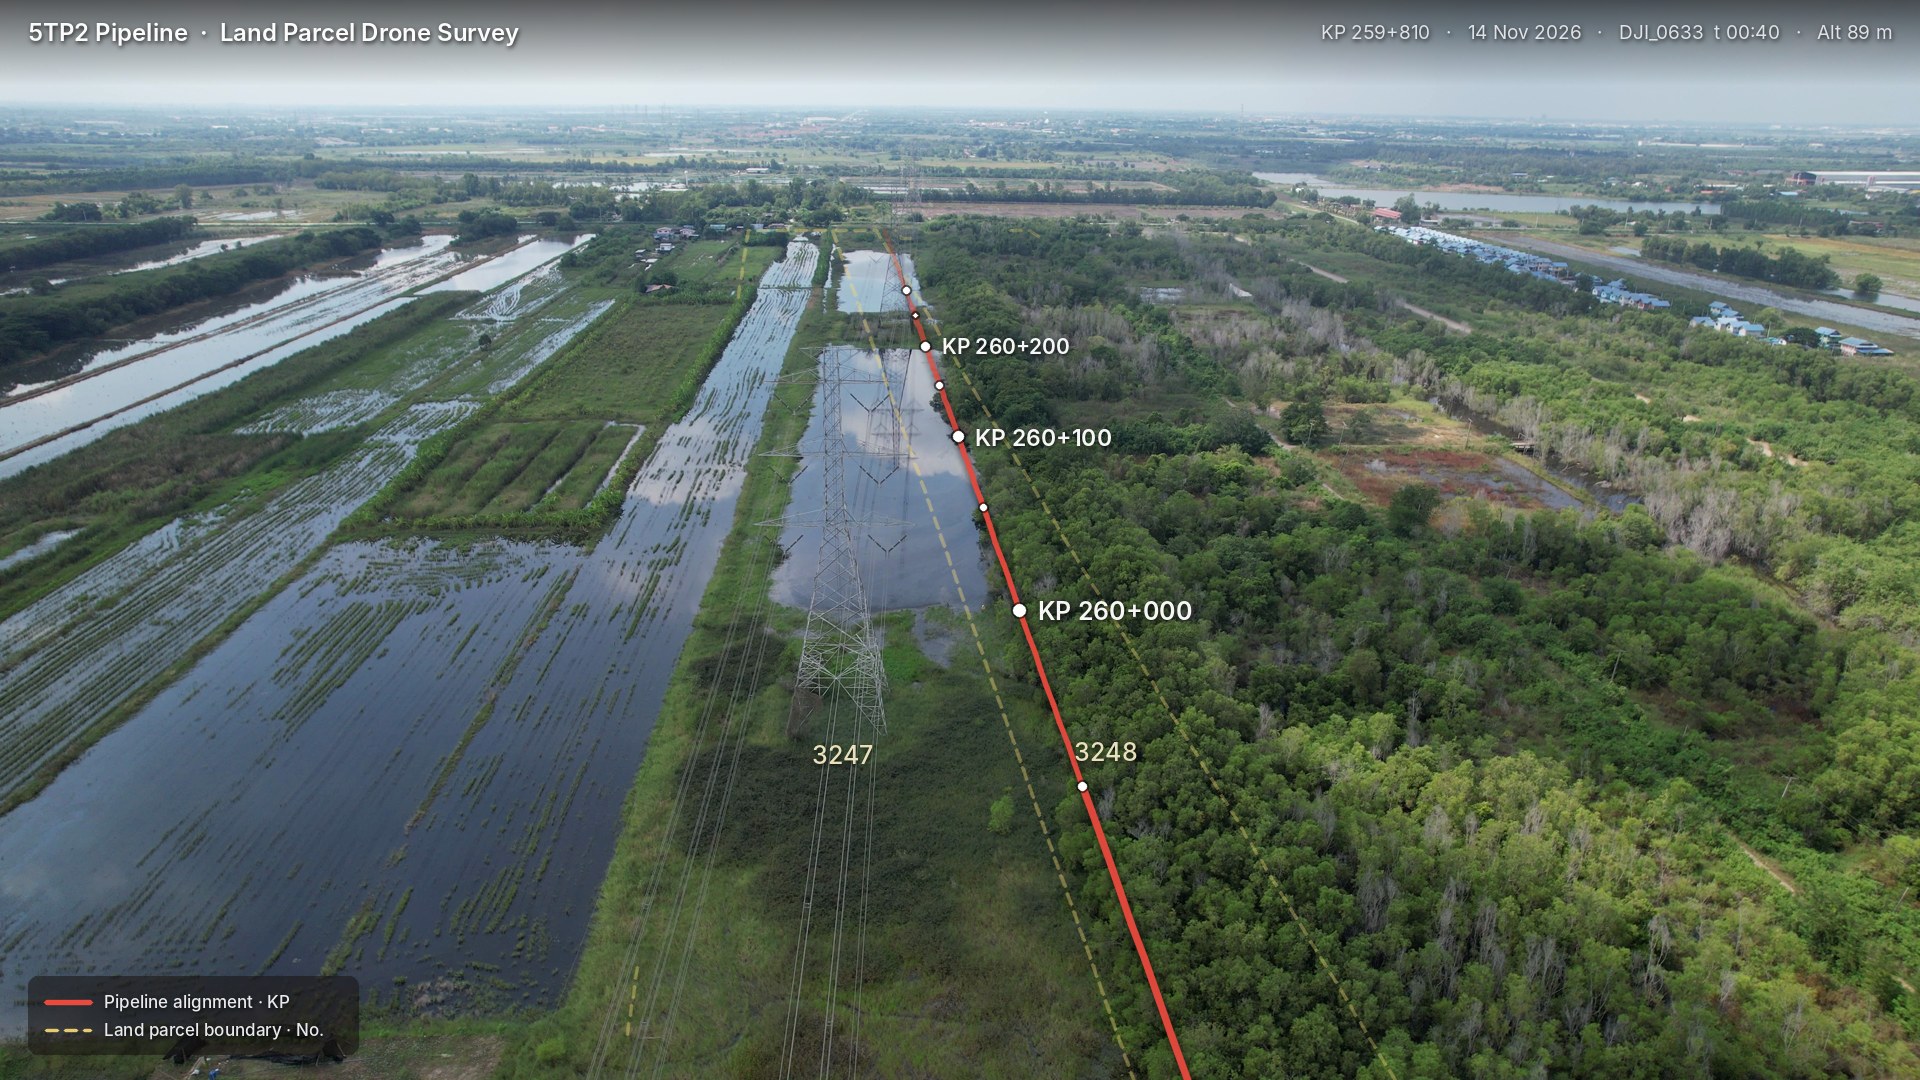 5TP2 Pipeline · Land Parcel Drone Survey
KP 259+810 · 14 Nov 2026 · DJI_0633 t 00:40 · Alt 89 m
KP 260+200
KP 260+100
KP 260+000
3247
3248
Pipeline alignment · KP
Land parcel boundary · No.